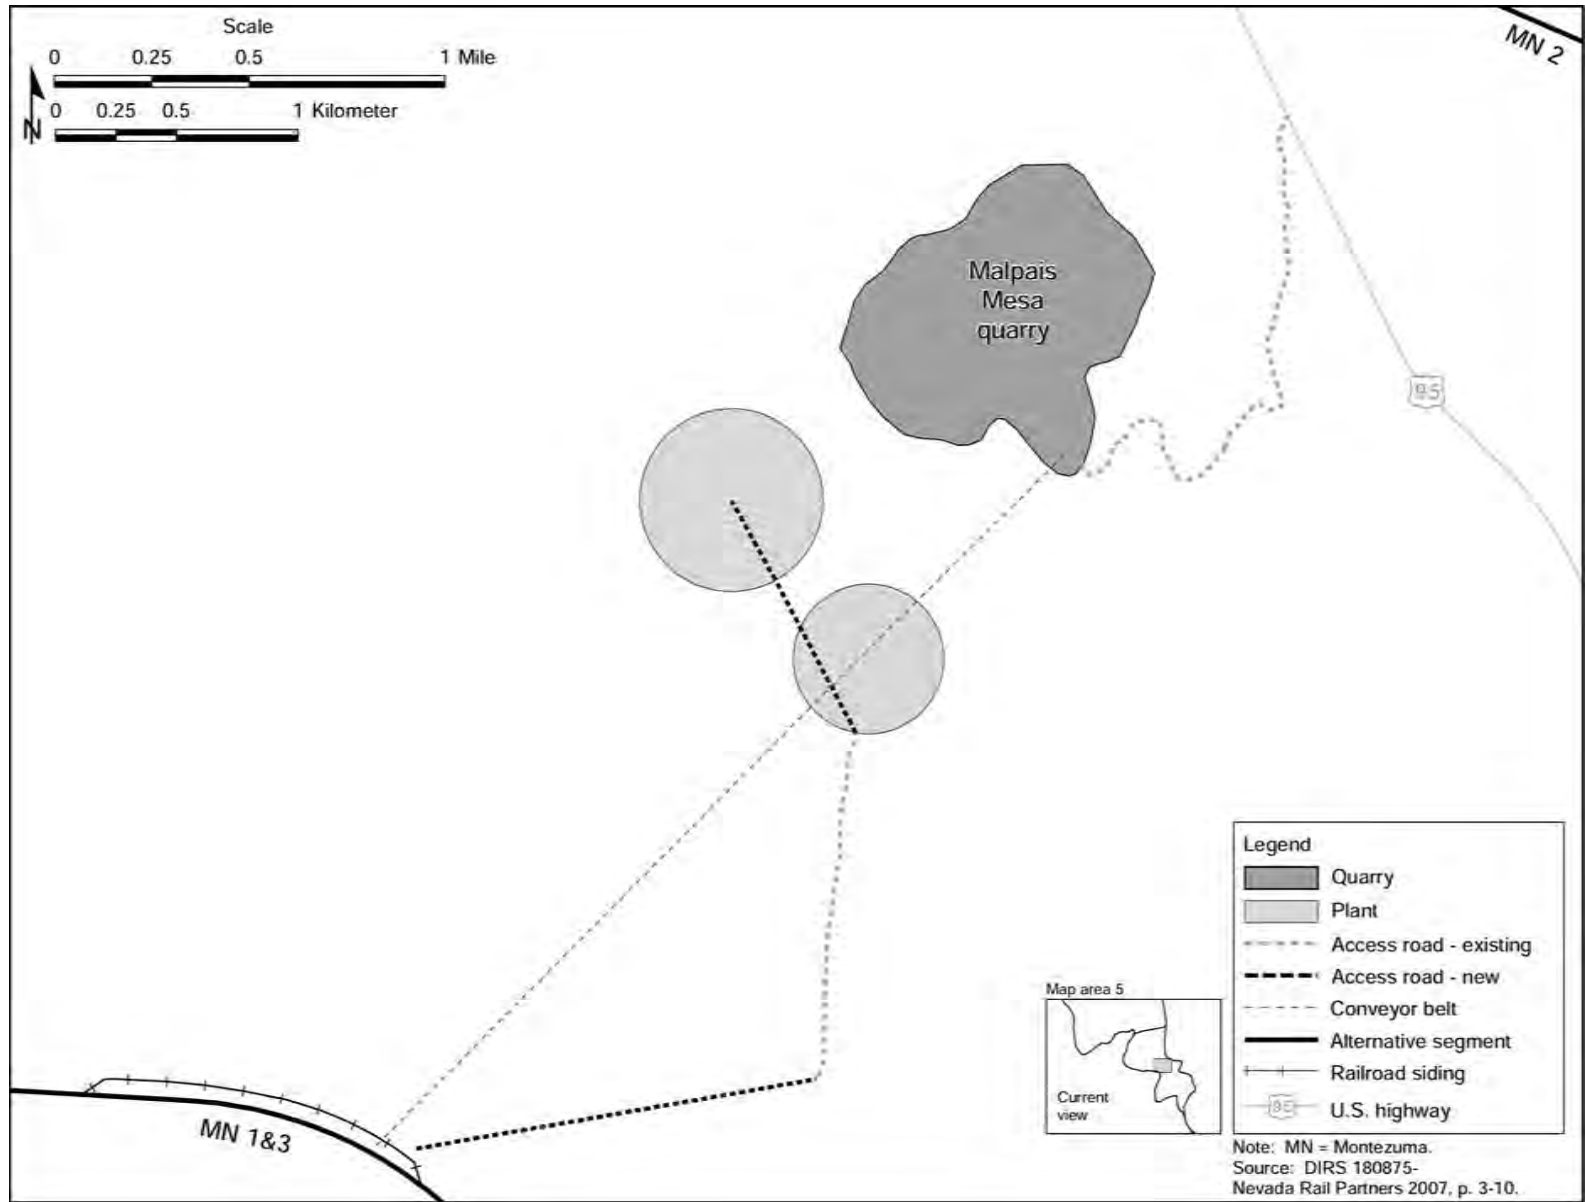 Scale
0 0.25 0.5 1 Mile
0 0.25 0.5 1 Kilometer
N
MN 2
Malpais
Mesa
quarry
95
MN 1&3
Map area 5
Current
view
Legend
Quarry
Plant
Access road - existing
Access road - new
Conveyor belt
Alternative segment
Railroad siding
95
U.S. highway
Note: MN = Montezuma.
Source: DIRS 180875-
Nevada Rail Partners 2007, p. 3-10.